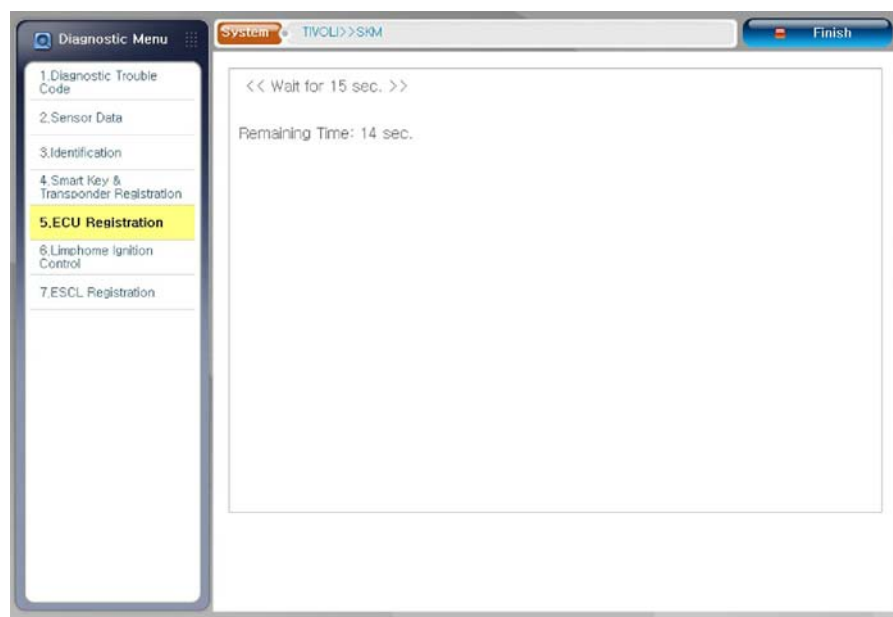 Diagnostic Menu
System
TIVOLI>>SKM
Finish
1.Diagnostic Trouble
Code
2.Sensor Data
3.Identification
4.Smart Key &
Transponder Registration
5.ECU Registration
6.Limphome Ignition
Control
7.ESCL Registration
<< Wait for 15 sec. >>
Remaining Time: 14 sec.